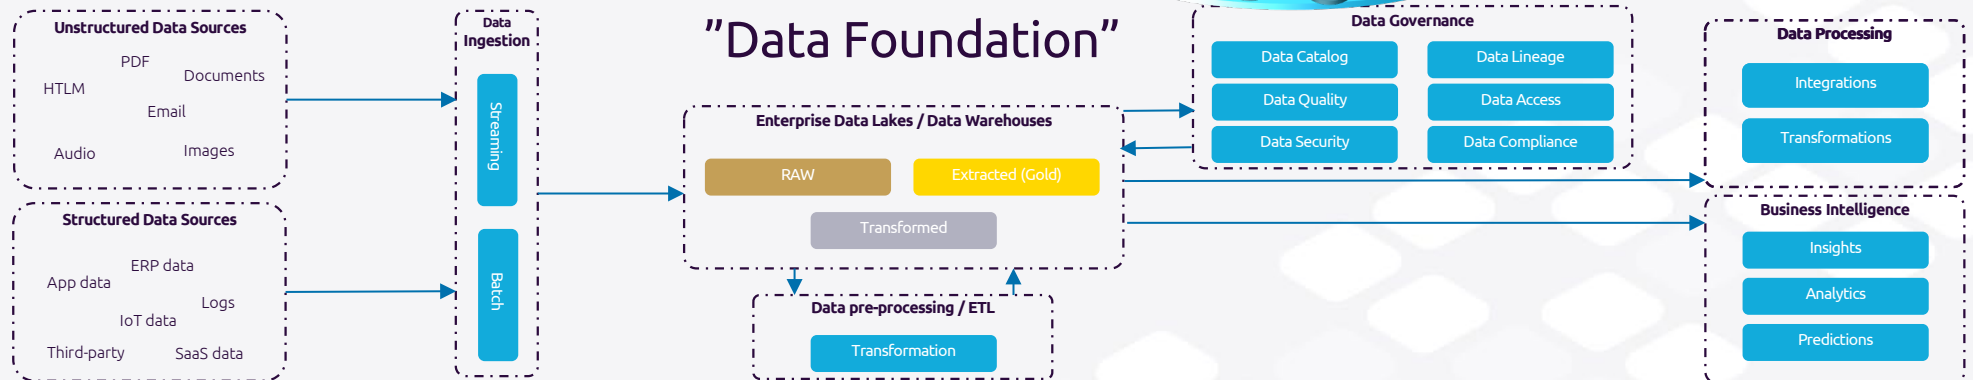 Unstructured Data Sources
PDF
Documents
HTLM
Email
Audio
Images
Structured Data Sources
ERP data
App data
Logs
IoT data
Third-party
SaaS data
Data
Ingestion
Streaming
Batch
”Data Foundation”
Enterprise Data Lakes / Data Warehouses
RAW
Extracted (Gold)
Transformed
Data pre-processing / ETL
Transformation
Data Governance
Data Catalog
Data Lineage
Data Quality
Data Access
Data Security
Data Compliance
Data Processing
Integrations
Transformations
Business Intelligence
Insights
Analytics
Predictions